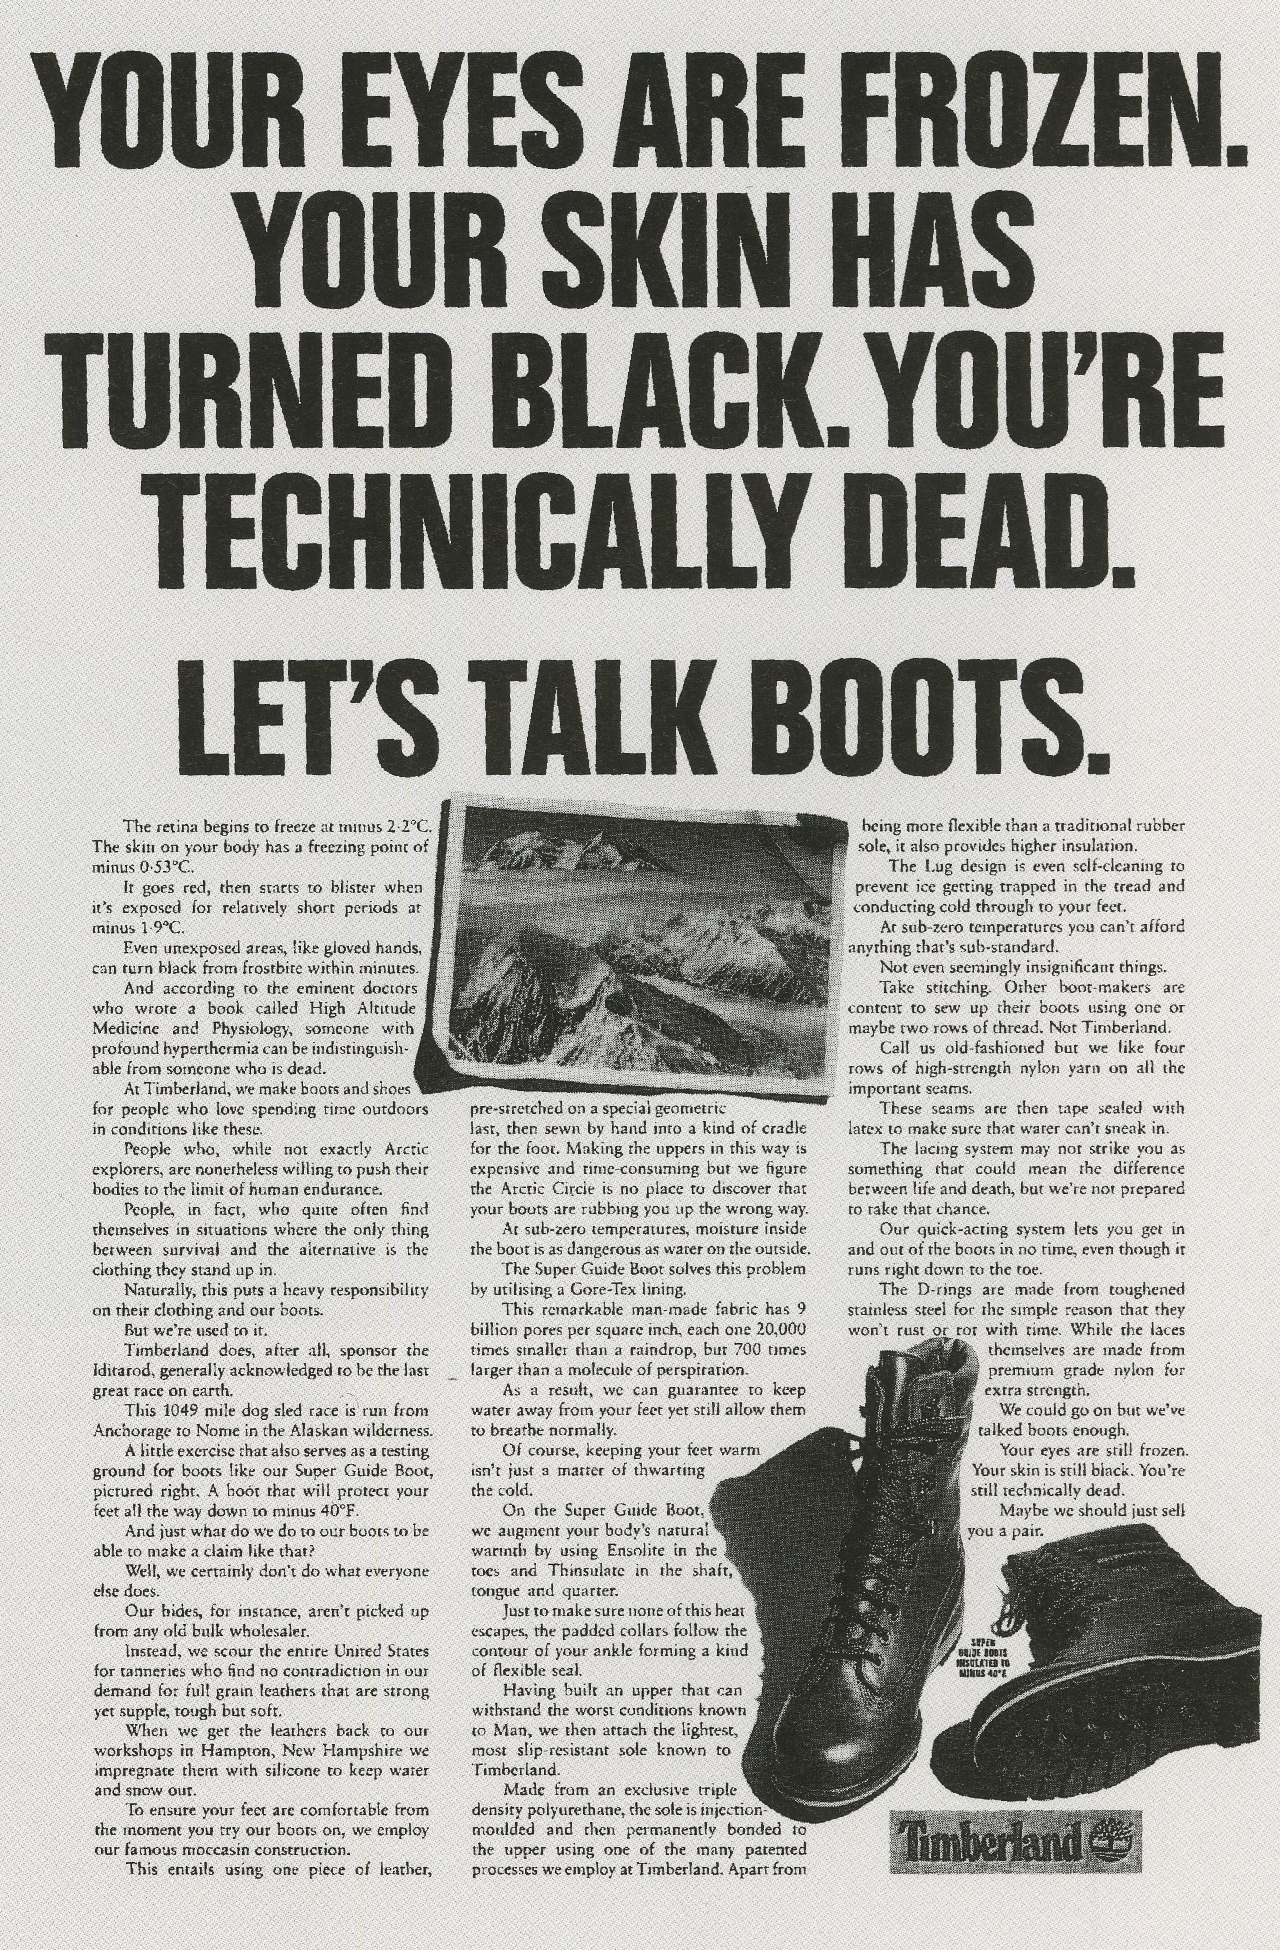 YOUR EYES ARE FROZEN.
YOUR SKIN HAS
TURNED BLACK. YOU'RE
TECHNICALLY DEAD.
LET'S TALK BOOTS.
The retina begins to freeze at minus 2·2°C.
The skin on your body has a freezing point of
minus 0·53°C.
It goes red, then starts to blister when
it's exposed for relatively short periods at
minus 1·9°C.
Even unexposed areas, like gloved hands,
can turn black from frostbite within minutes.
And according to the eminent doctors
who wrote a book called High Altitude
Medicine and Physiology, someone with
profound hyperthermia can be indistinguish-
able from someone who is dead.
At Timberland, we make boots and shoes
for people who love spending time outdoors
in conditions like these.
People who, while not exactly Arctic
explorers, are nonetheless willing to push their
bodies to the limit of human endurance.
People, in fact, who quite often find
themselves in situations where the only thing
between survival and the alternative is the
clothing they stand up in.
Naturally, this puts a heavy responsibility
on their clothing and our boots.
But we're used to it.
Timberland does, after all, sponsor the
Iditarod, generally acknowledged to be the last
great race on earth.
This 1049 mile dog sled race is run from
Anchorage to Nome in the Alaskan wilderness.
A little exercise that also serves as a testing
ground for boots like our Super Guide Boot,
pictured right. A boot that will protect your
feet all the way down to minus 40°F.
And just what do we do to our boots to be
able to make a claim like that?
Well, we certainly don't do what everyone
else does.
Our hides, for instance, aren't picked up
from any old bulk wholesaler.
Instead, we scour the entire United States
for tanneries who find no contradiction in our
demand for full grain leathers that are strong
yet supple, tough but soft.
When we get the leathers back to our
workshops in Hampton, New Hampshire we
impregnate them with silicone to keep water
and snow out.
To ensure your feet are comfortable from
the moment you try our boots on, we employ
our famous moccasin construction.
This entails using one piece of leather,
pre-stretched on a special geometric
last, then sewn by hand into a kind of cradle
for the foot. Making the uppers in this way is
expensive and time-consuming but we figure
the Arctic Circle is no place to discover that
your boots are rubbing you up the wrong way.
At sub-zero temperatures, moisture inside
the boot is as dangerous as water on the outside.
The Super Guide Boot solves this problem
by utilising a Gore-Tex lining.
This remarkable man-made fabric has 9
billion pores per square inch, each one 20,000
times smaller than a raindrop, but 700 times
larger than a molecule of perspiration.
As a result, we can guarantee to keep
water away from your feet yet still allow them
to breathe normally.
Of course, keeping your feet warm
isn't just a matter of thwarting
the cold.
On the Super Guide Boot,
we augment your body's natural
warmth by using Ensolite in the
toes and Thinsulate in the shaft,
tongue and quarter.
Just to make sure none of this heat
escapes, the padded collars follow the
contour of your ankle forming a kind
of flexible seal.
Having built an upper that can
withstand the worst conditions known
to Man, we then attach the lightest,
most slip-resistant sole known to
Timberland.
Made from an exclusive triple
density polyurethane, the sole is injection-
moulded and then permanently bonded to
the upper using one of the many patented
processes we employ at Timberland. Apart from
being more flexible than a traditional rubber
sole, it also provides higher insulation.
The Lug design is even self-cleaning to
prevent ice getting trapped in the tread and
conducting cold through to your feet.
At sub-zero temperatures you can't afford
anything that's sub-standard.
Not even seemingly insignificant things.
Take stitching. Other boot-makers are
content to sew up their boots using one or
maybe two rows of thread. Not Timberland.
Call us old-fashioned but we like four
rows of high-strength nylon yarn on all the
important seams.
These seams are then tape sealed with
latex to make sure that water can't sneak in.
The lacing system may not strike you as
something that could mean the difference
between life and death, but we're not prepared
to take that chance.
Our quick-acting system lets you get in
and out of the boots in no time, even though it
runs right down to the toe.
The D-rings are made from toughened
stainless steel for the simple reason that they
won't rust or rot with time. While the laces
themselves are made from
premium grade nylon for
extra strength.
We could go on but we've
talked boots enough.
Your eyes are still frozen.
Your skin is still black. You're
still technically dead.
Maybe we should just sell
you a pair.
SUPER
GUIDE BOOTS
INSULATED TO
MINUS 40°F.
Timberland